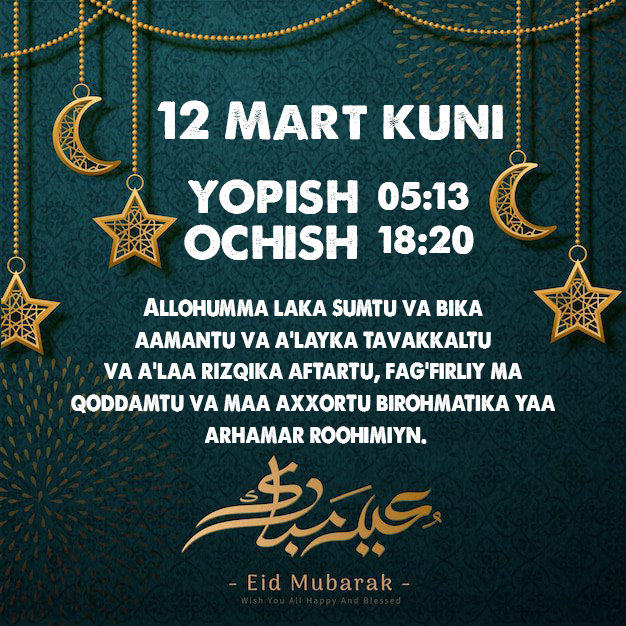 12 Mart kuni
YOPISH 05:13
OCHISH 18:20
Allohumma laka sumtu va bika
aamantu va a'layka tavakkaltu
va a'laa rizqika aftartu, fag'firliy ma
qoddamtu va maa axxortu birohmatika yaa
arhamar roohimiyn.
عيد مبارك
- Eid Mubarak -
Wish You All Happy And Blessed